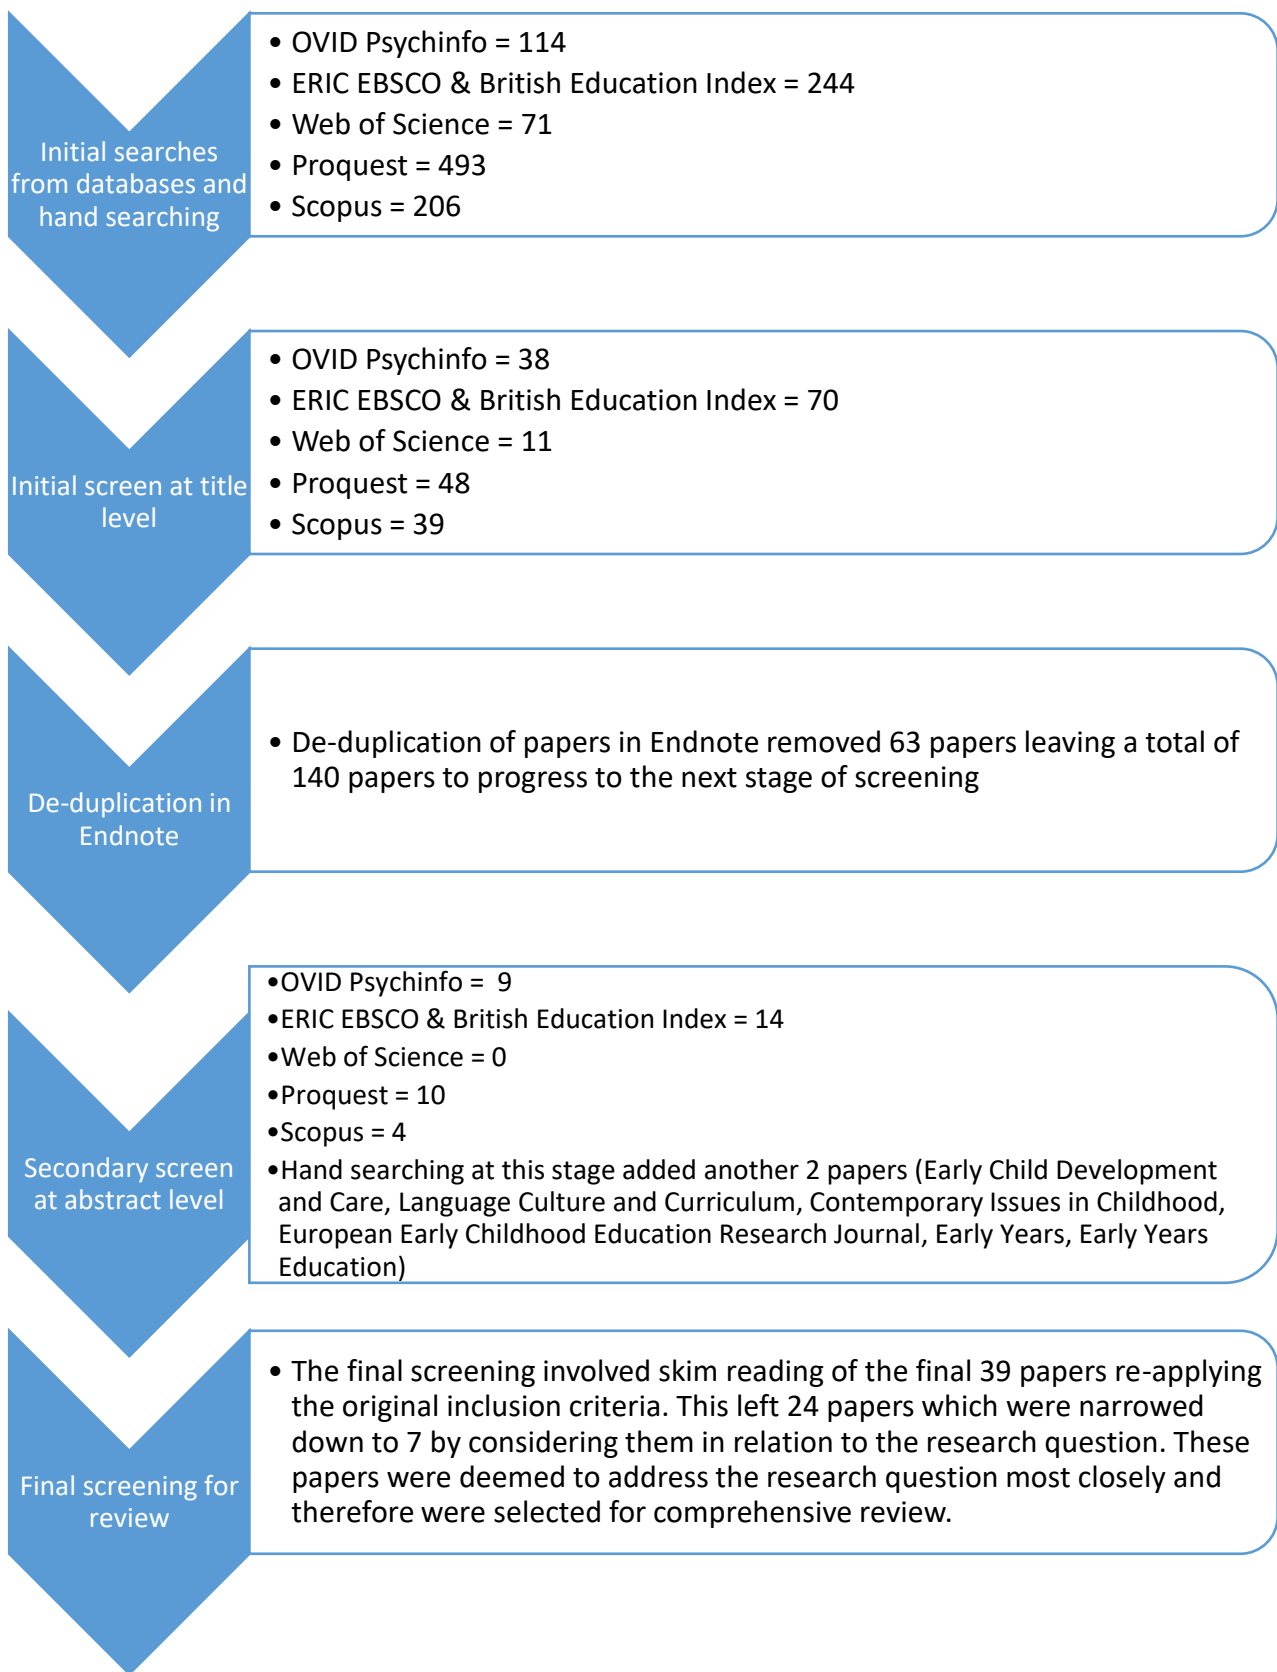 Initial searches
from databases and
hand searching
• OVID Psychinfo = 114
• ERIC EBSCO & British Education Index = 244
• Web of Science = 71
• Proquest = 493
• Scopus = 206
Initial screen at title
level
• OVID Psychinfo = 38
• ERIC EBSCO & British Education Index = 70
• Web of Science = 11
• Proquest = 48
• Scopus = 39
De-duplication in
Endnote
• De-duplication of papers in Endnote removed 63 papers leaving a total of
140 papers to progress to the next stage of screening
Secondary screen
at abstract level
•OVID Psychinfo =  9
•ERIC EBSCO & British Education Index = 14
•Web of Science = 0
•Proquest = 10
•Scopus = 4
•Hand searching at this stage added another 2 papers (Early Child Development
and Care, Language Culture and Curriculum, Contemporary Issues in Childhood,
European Early Childhood Education Research Journal, Early Years, Early Years
Education)
Final screening for
review
• The final screening involved skim reading of the final 39 papers re-applying
the original inclusion criteria. This left 24 papers which were narrowed
down to 7 by considering them in relation to the research question. These
papers were deemed to address the research question most closely and
therefore were selected for comprehensive review.